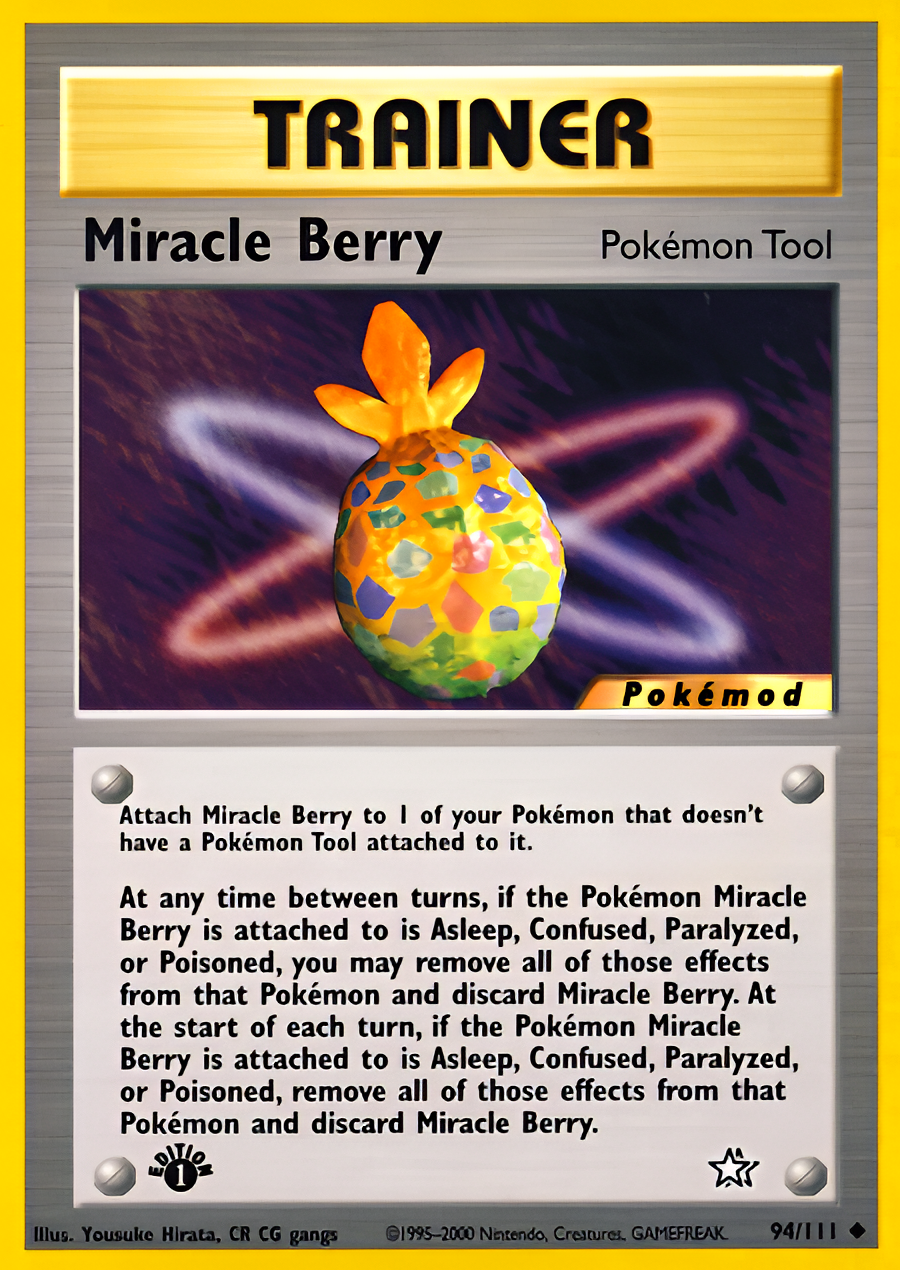 TRAINER
Miracle Berry Pokémon Tool
Pokémod
Attach Miracle Berry to 1 of your Pokémon that doesn't
have a Pokémon Tool attached to it.
At any time between turns, if the Pokémon Miracle
Berry is attached to is Asleep, Confused, Paralyzed,
or Poisoned, you may remove all of those effects
from that Pokémon and discard Miracle Berry. At
the start of each turn, if the Pokémon Miracle
Berry is attached to is Asleep, Confused, Paralyzed,
or Poisoned, remove all of those effects from that
Pokémon and discard Miracle Berry.
EDITION
1
N
Illus. Yousuke Hirata, CR CG gangs ©1995-2000 Nintendo, Creatures, GAMEFREAK. 94/111